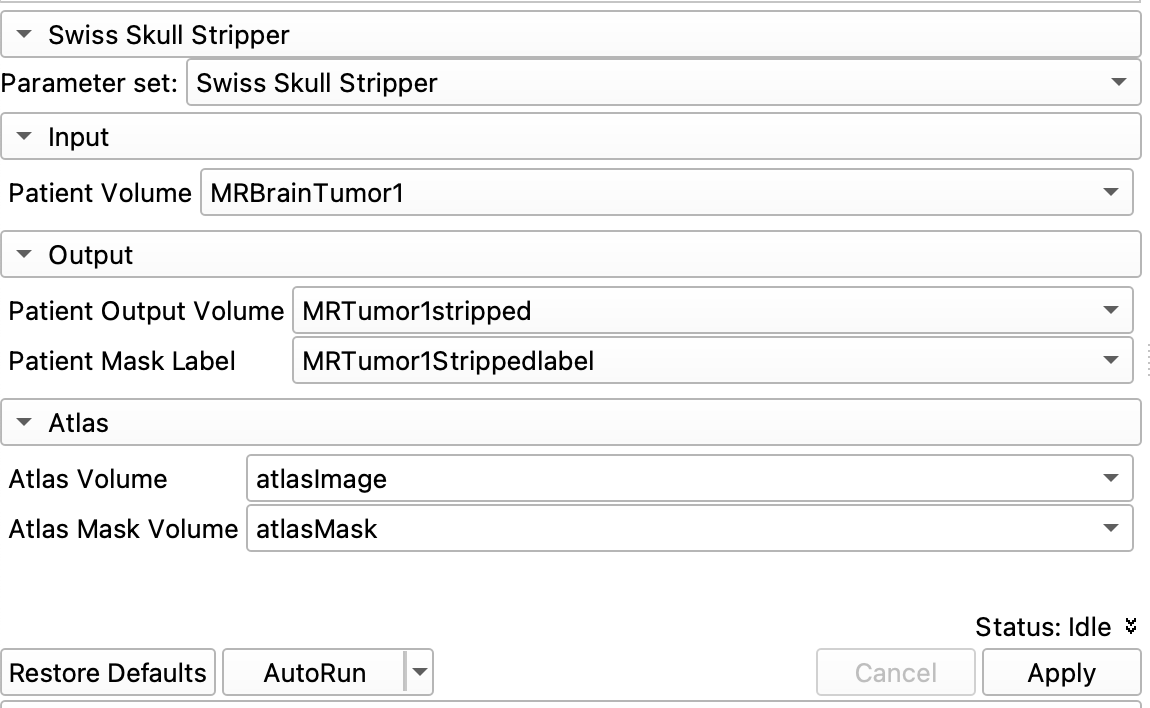 Swiss Skull Stripper
Parameter set: Swiss Skull Stripper
Input
Patient Volume MRBrainTumor1
Output
Patient Output Volume MRTumor1stripped
Patient Mask Label MRTumor1Strippedlabel
Atlas
Atlas Volume atlasImage
Atlas Mask Volume atlasMask
Status: Idle
Restore Defaults AutoRun Cancel Apply